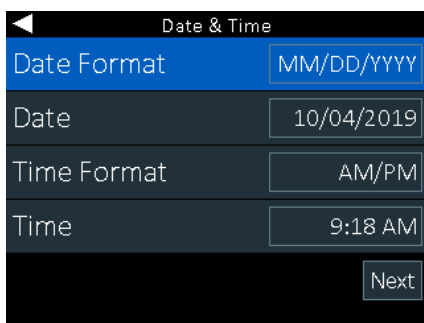 Date & Time
Date Format MM/DD/YYYY
Date 10/04/2019
Time Format AM/PM
Time 9:18 AM
Next